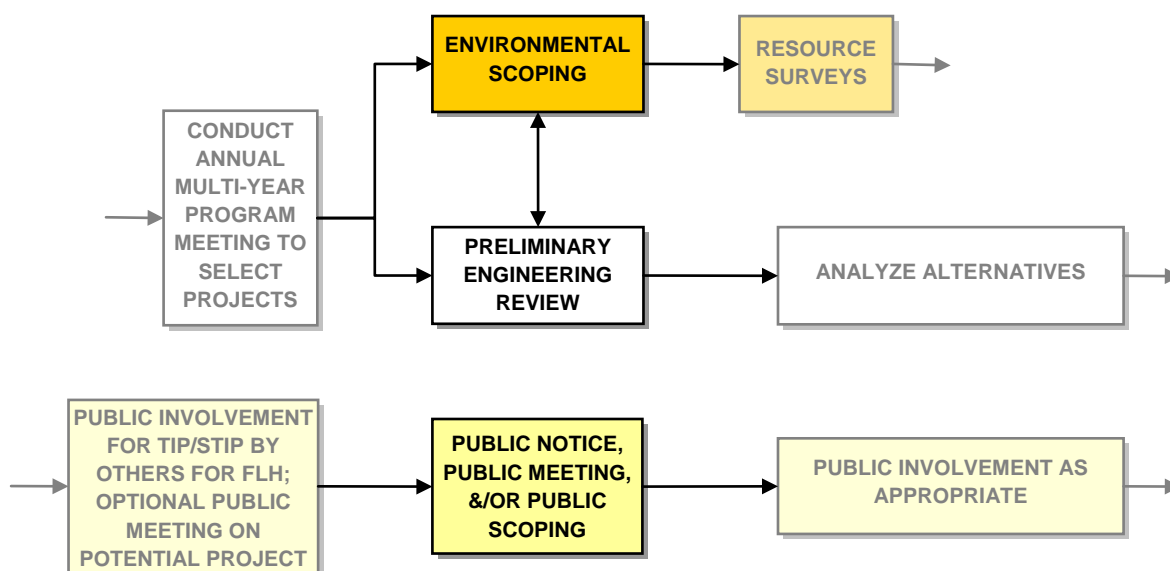 ENVIRONMENTAL
SCOPING
RESOURCE
SURVEYS
CONDUCT
ANNUAL
MULTI-YEAR
PROGRAM
MEETING TO
SELECT
PROJECTS
PRELIMINARY
ENGINEERING
REVIEW
ANALYZE ALTERNATIVES
PUBLIC INVOLVEMENT
FOR TIP/STIP BY
OTHERS FOR FLH;
OPTIONAL PUBLIC
MEETING ON
POTENTIAL PROJECT
PUBLIC NOTICE,
PUBLIC MEETING,
&/OR PUBLIC
SCOPING
PUBLIC INVOLVEMENT AS
APPROPRIATE